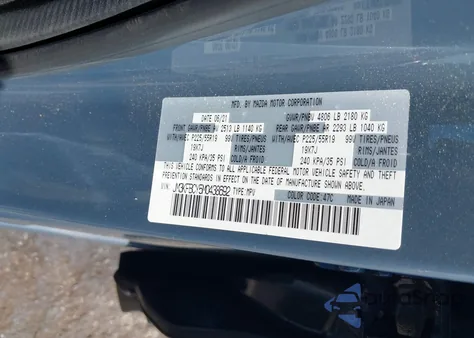 MFD. BY MAZDA MOTOR CORPORATION
DATE 06/21 GVWR/PNBV 4806 LB 2180 KG
FRONT GAWR/PNBE AV 2513 LB 1140 KG REAR GAWR/PNBE AR 2293 LB 1040 KG
WITH/AVEC P225/55R19 99V TIRES/PNEUS WITH/AVEC P225/55R19 99V TIRES/PNEUS
19X7J RIMS/JANTES 19X7J RIMS/JANTES
240 KPA/35 PSI COLD/A FROID 240 KPA/35 PSI COLD/A FROID
THIS VEHICLE CONFORMS TO ALL APPLICABLE FEDERAL MOTOR VEHICLE SAFETY
STANDARDS IN EFFECT ON THE DATE OF MANUFACTURE SHOWN ABOVE.
TYPE MPV COLOR CODE 47C MADE IN JAPAN